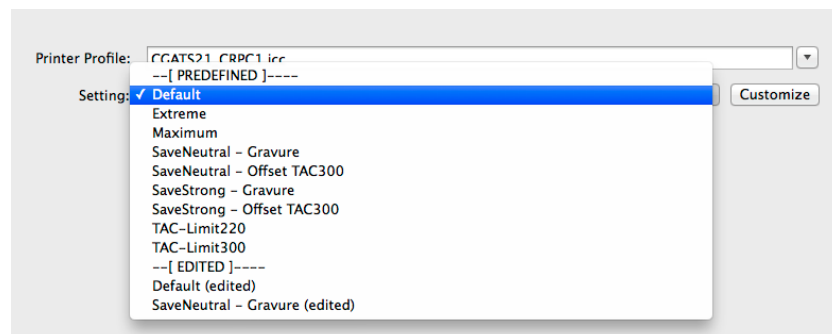 Printer Profile: CGATS21_CRPC1.icc
--[ PREDEFINED ]----
Setting: ✓ Default Customize
Extreme
Maximum
SaveNeutral - Gravure
SaveNeutral - Offset TAC300
SaveStrong - Gravure
SaveStrong - Offset TAC300
TAC-Limit220
TAC-Limit300
--[ EDITED ]----
Default (edited)
SaveNeutral - Gravure (edited)